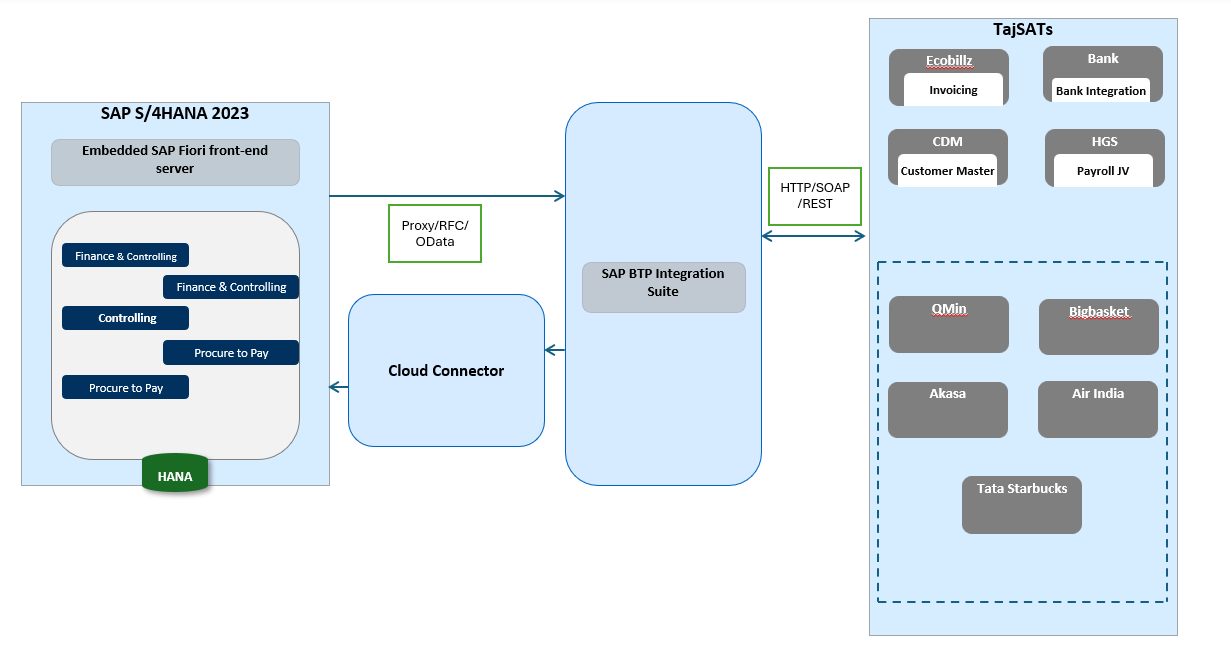 TajSATs
Ecobillz
Invoicing
Bank
Bank Integration
CDM
Customer Master
HGS
Payroll JV
SAP S/4HANA 2023
Embedded SAP Fiori front-end
server
Finance & Controlling
Finance & Controlling
Controlling
Procure to Pay
Procure to Pay
HANA
Proxy/RFC/
OData
Cloud Connector
SAP BTP Integration
Suite
HTTP/SOAP
/REST
QMin
Bigbasket
Akasa
Air India
Tata Starbucks